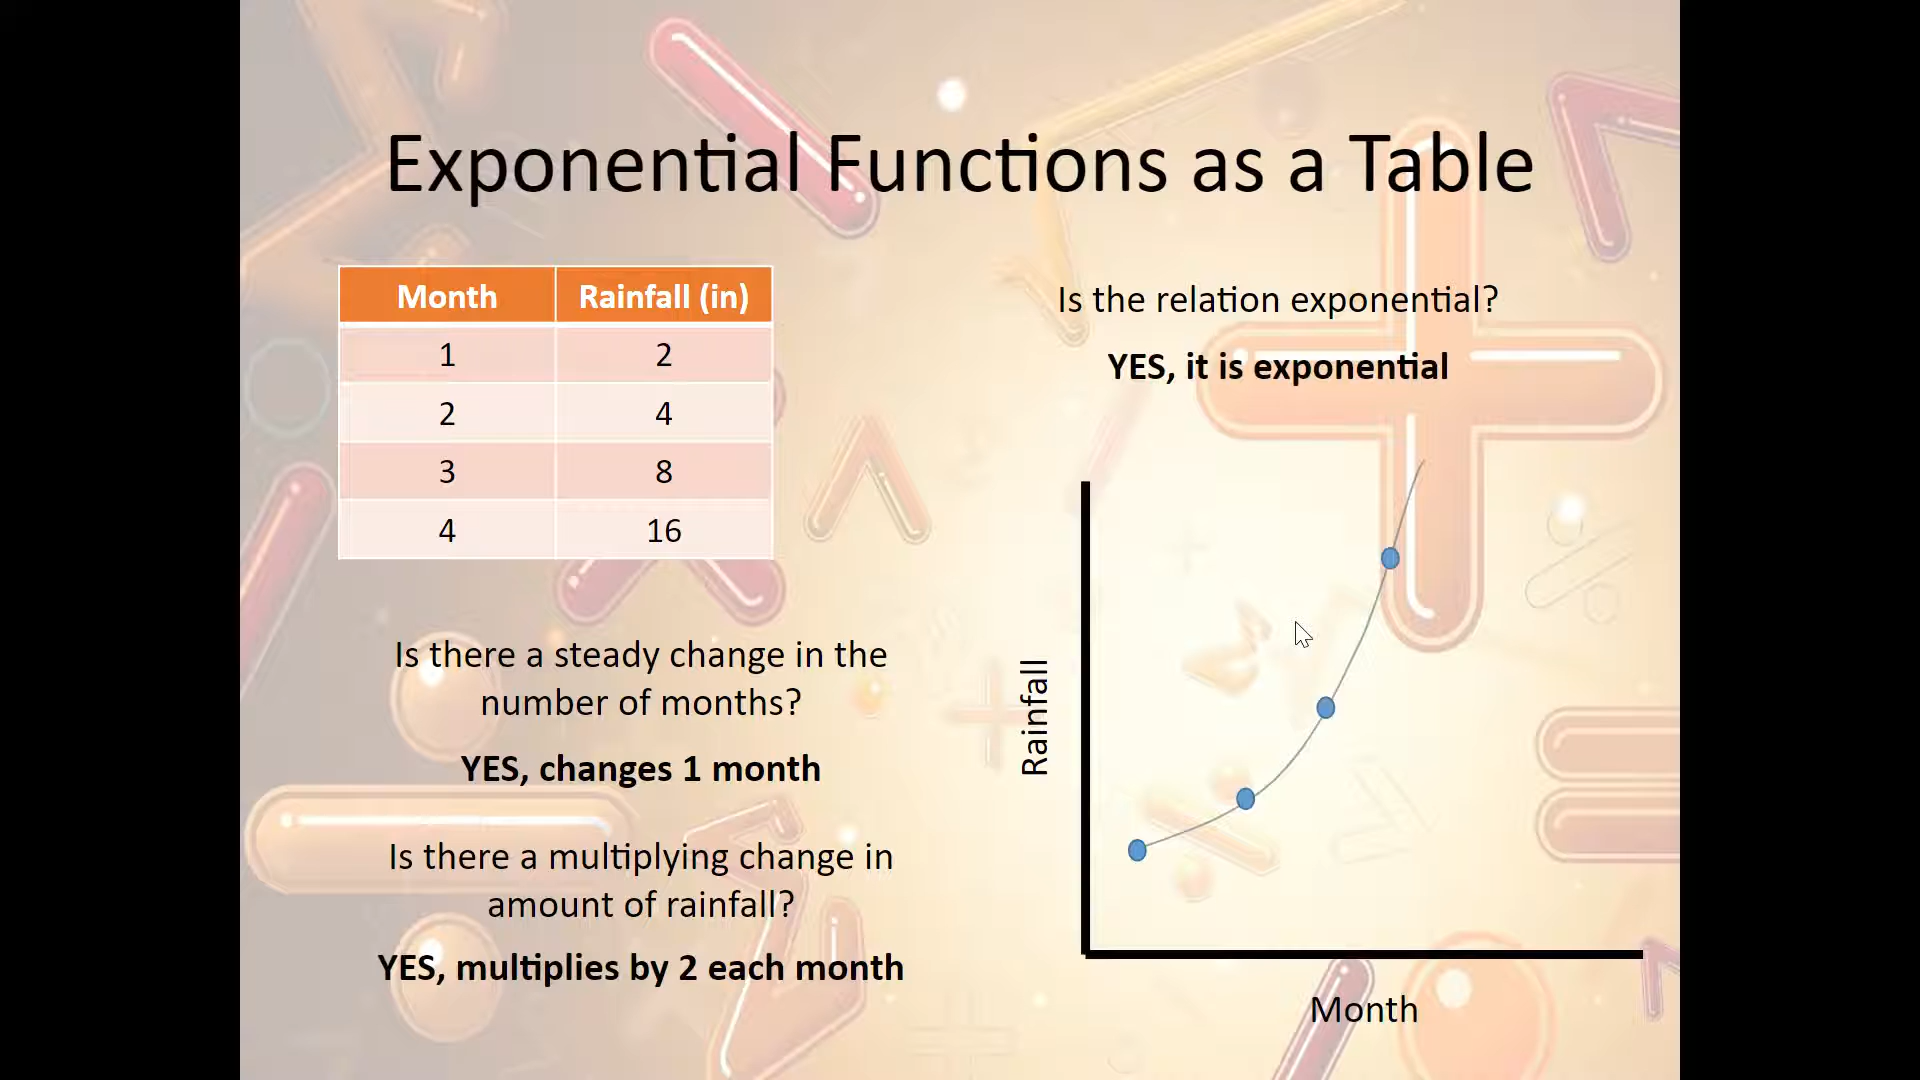 Exponential Functions as a Table
Month Rainfall (in)
1 2
2 4
3 8
4 16
Is there a steady change in the
number of months?
YES, changes 1 month
Is there a multiplying change in
amount of rainfall?
YES, multiplies by 2 each month
Is the relation exponential?
YES, it is exponential
Rainfall
Month